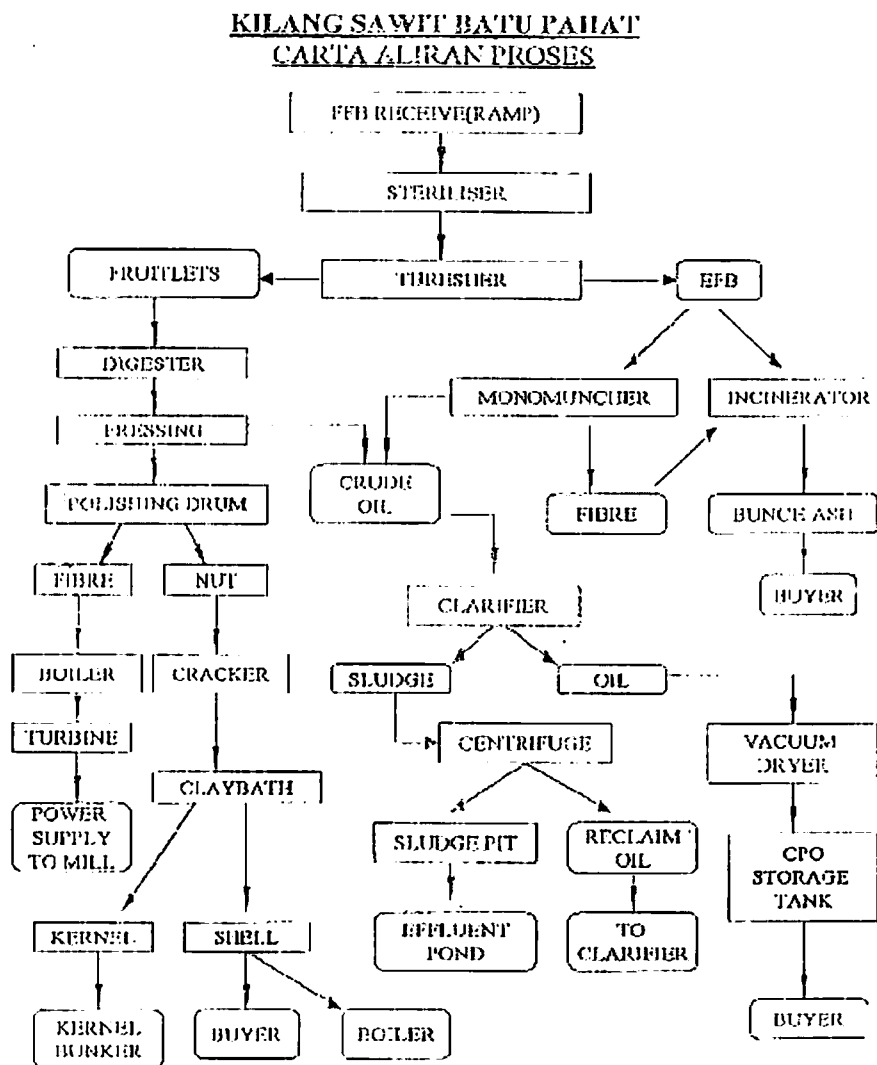 KILANG SAWIT BATU PAHAT
CARTA ALIRAN PROSES
FFB RECEIVE(RAMP)
STERILISER
FRUITLETS
THRESHER
EFB
DIGESTER
MONOMUNCHER
INCINERATOR
PRESSING
CRUDE
OIL
POLISHING DRUM
FIBRE
BUNCE ASH
FIBRE
NUT
CLARIFIER
BUYER
BOILER
CRACKER
SLUDGE
OIL
TURBINE
CENTRIFUGE
VACUUM
DRYER
CLAYBATH
POWER
SUPPLY
TO MILL
SLUDGE PIT
RECLAIM
OIL
CPO
STORAGE
TANK
KERNEL
SHELL
EFFLUENT
POND
TO
CLARIFIER
KERNEL
BUNKER
BUYER
BOILER
BUYER